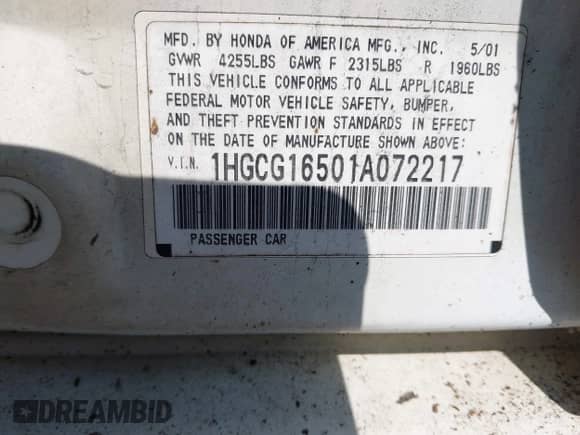 MFD. BY HONDA OF AMERICA MFG., INC. 5/01
GVWR 4255LBS GAWR F 2315LBS R 1960LBS
THIS VEHICLE CONFORMS TO ALL APPLICABLE
FEDERAL MOTOR VEHICLE SAFETY, BUMPER,
AND THEFT PREVENTION STANDARDS IN EFFECT
ON THE DATE OF MANUFACTURE SHOWN ABOVE:
V.I.N. 1HGCG16501A072217
PASSENGER CAR
DREAMBID